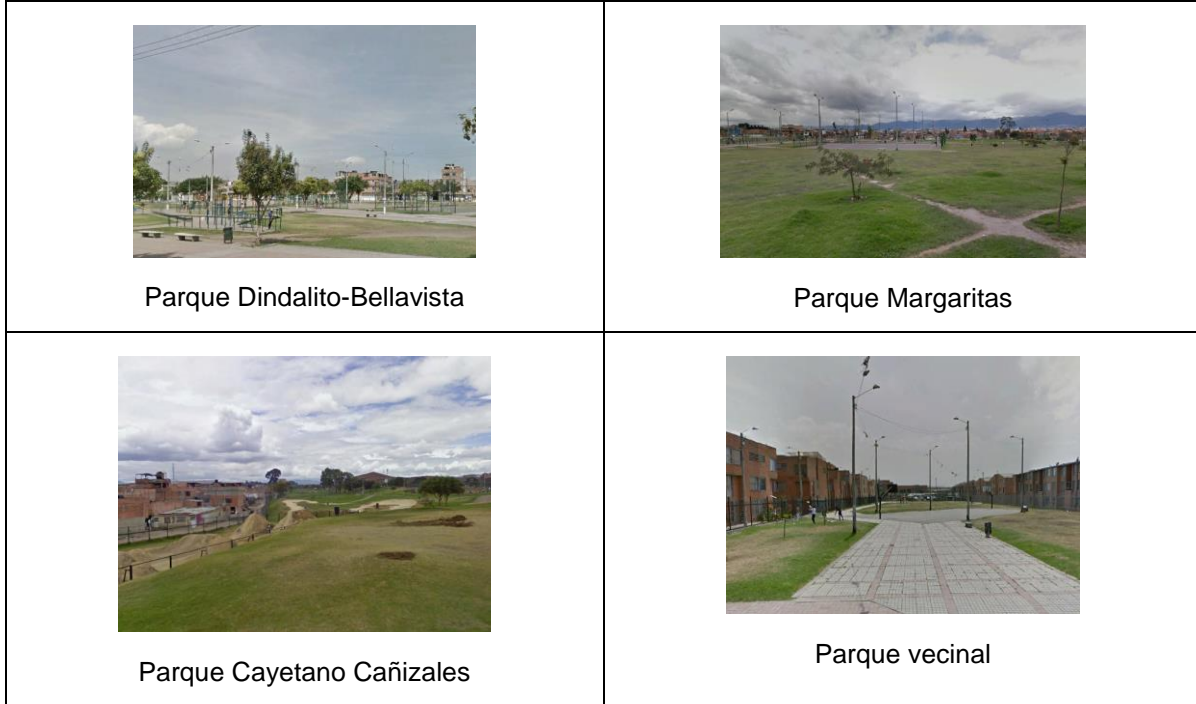 Parque Dindalito-Bellavista
Parque Margaritas
Parque Cayetano Cañizales
Parque vecinal